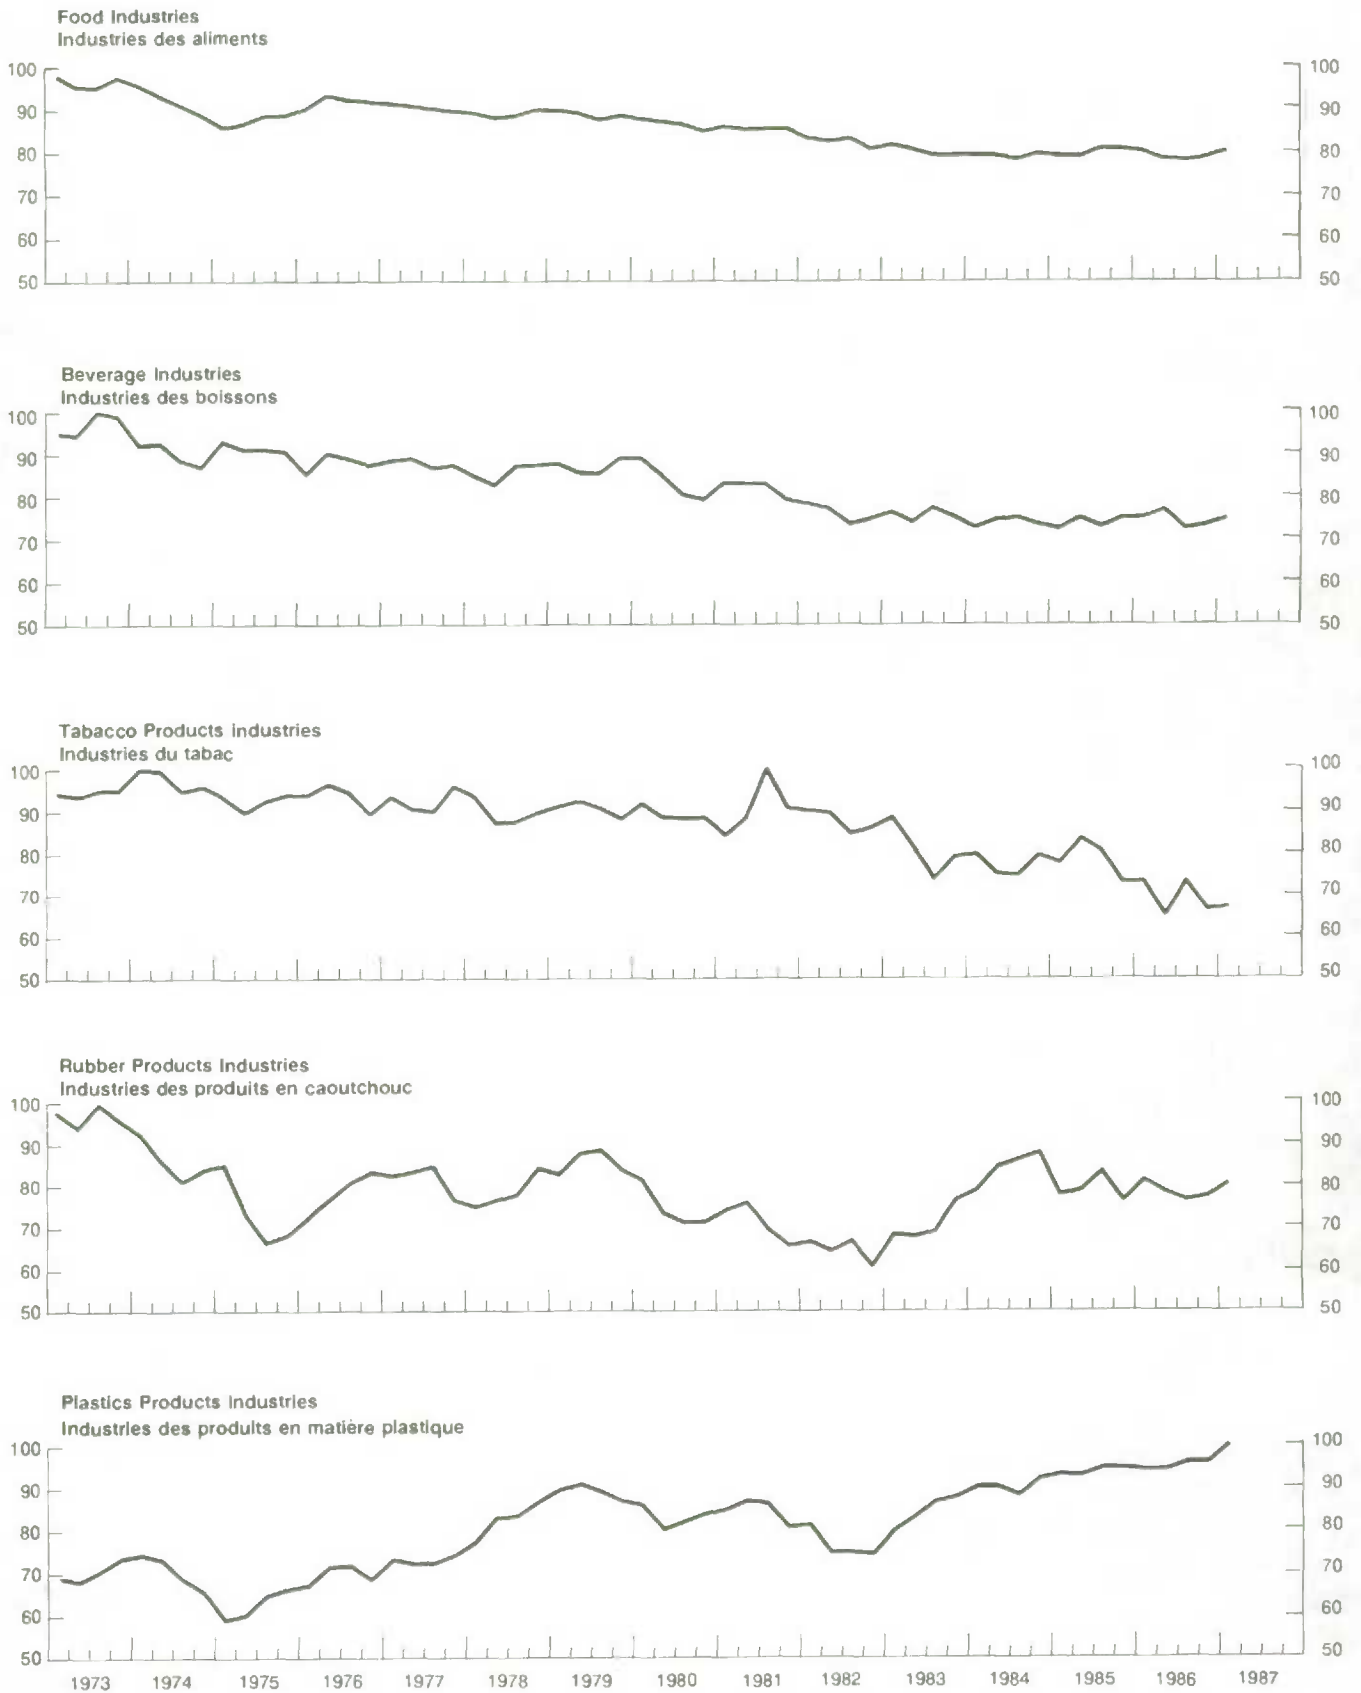 Food Industries
Industries des aliments
100 100
90 90
80 80
70 70
60 60
50 50
Beverage Industries
Industries des boissons
100 100
90 90
80 80
70 70
60 60
50 50
Tabacco Products industries
Industries du tabac
100 100
90 90
80 80
70 70
60 60
50 50
Rubber Products Industries
Industries des produits en caoutchouc
100 100
90 90
80 80
70 70
60 60
50 50
Plastics Products Industries
Industries des produits en matière plastique
100 100
90 90
80 80
70 70
60 60
50 50
1973 1974 1975 1976 1977 1978 1979 1980 1981 1982 1983 1984 1985 1986 1987